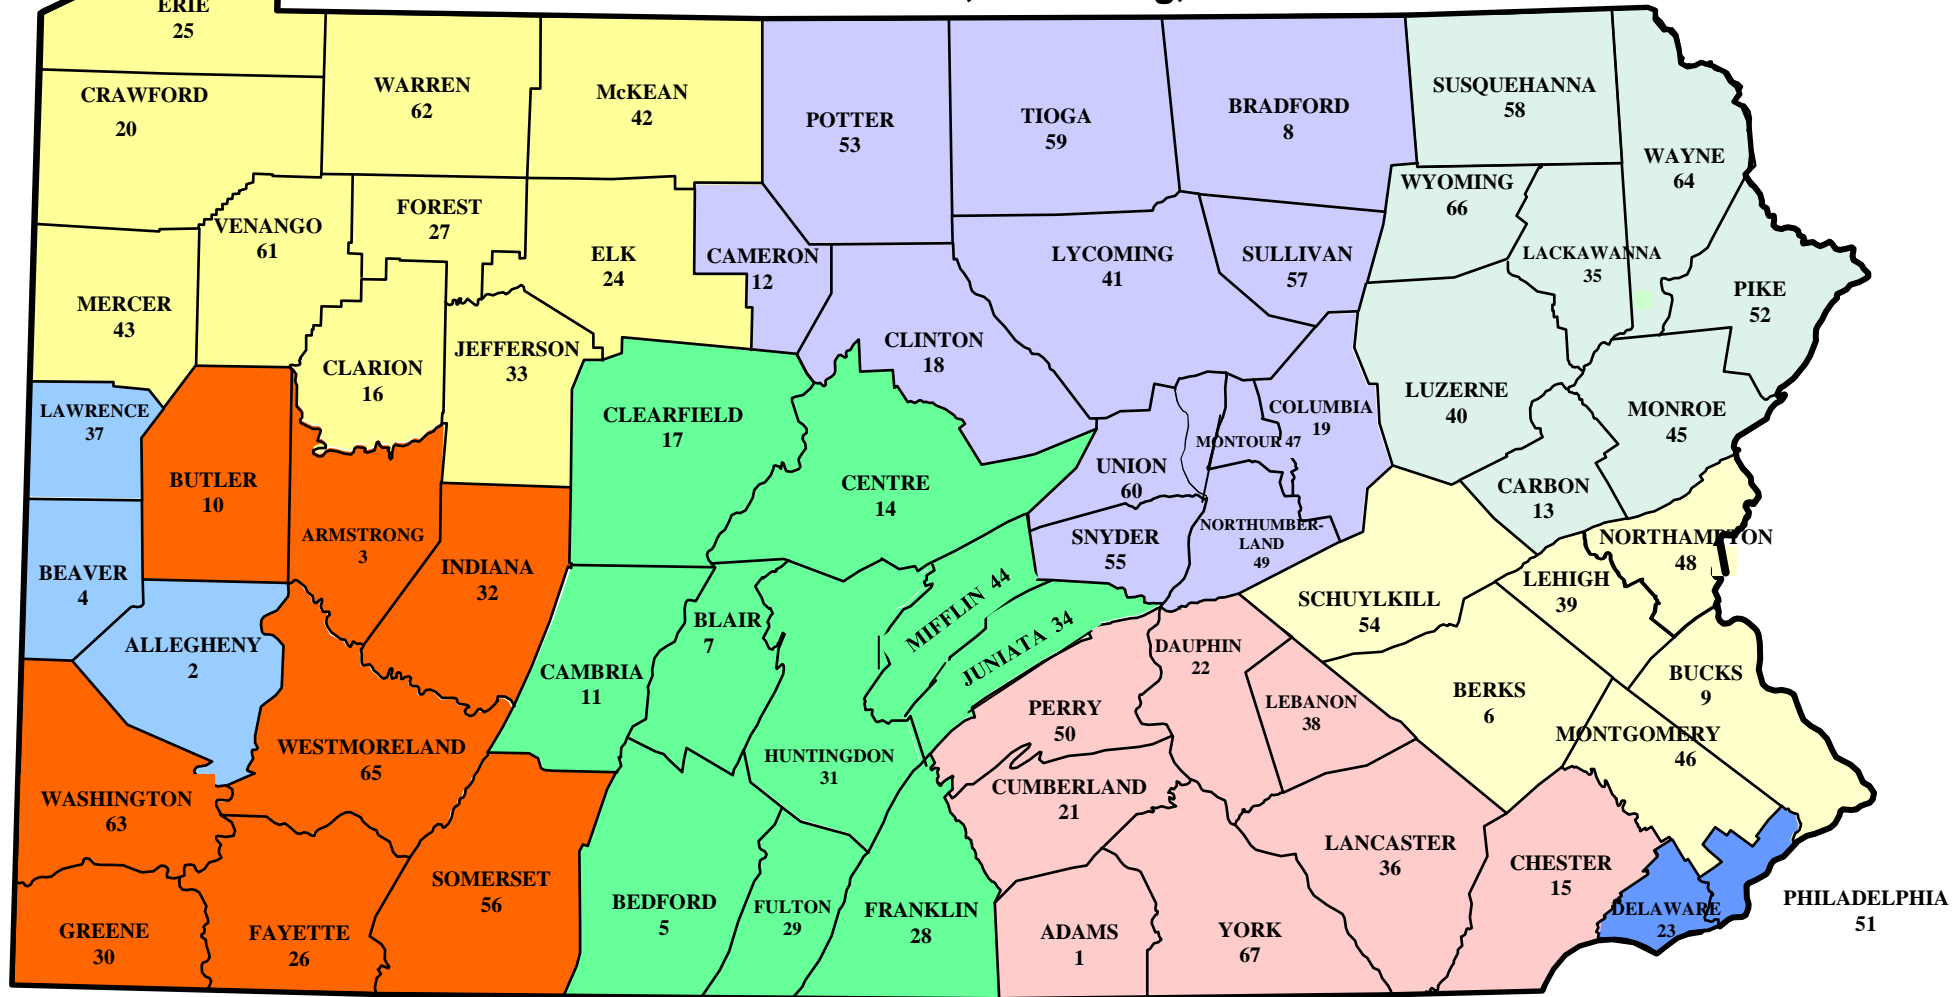 ERIE
25
CRAWFORD
20
WARREN
62
McKEAN
42
POTTER
53
TIOGA
59
BRADFORD
8
SUSQUEHANNA
58
WAYNE
64
WYOMING
66
VENANGO
61
FOREST
27
ELK
24
CAMERON
12
LYCOMING
41
SULLIVAN
57
LACKAWANNA
35
PIKE
52
MERCER
43
CLARION
16
JEFFERSON
33
CLINTON
18
LUZERNE
40
MONROE
45
LAWRENCE
37
CLEARFIELD
17
COLUMBIA
19
MONTOUR 47
BUTLER
10
CENTRE
14
UNION
60
CARBON
13
ARMSTRONG
3
INDIANA
32
SNYDER
55
NORTHUMBER-
LAND
49
NORTHAMPTON
48
BEAVER
4
LEHIGH
39
SCHUYLKILL
54
MIFFLIN 44
JUNIATA 34
ALLEGHENY
2
BLAIR
7
DAUPHIN
22
CAMBRIA
11
BUCKS
9
BERKS
6
LEBANON
38
PERRY
50
WESTMORELAND
65
HUNTINGDON
31
MONTGOMERY
46
WASHINGTON
63
CUMBERLAND
21
LANCASTER
36
CHESTER
15
SOMERSET
56
BEDFORD
5
FULTON
29
FRANKLIN
28
DELAWARE
23
PHILADELPHIA
51
GREENE
30
FAYETTE
26
ADAMS
1
YORK
67